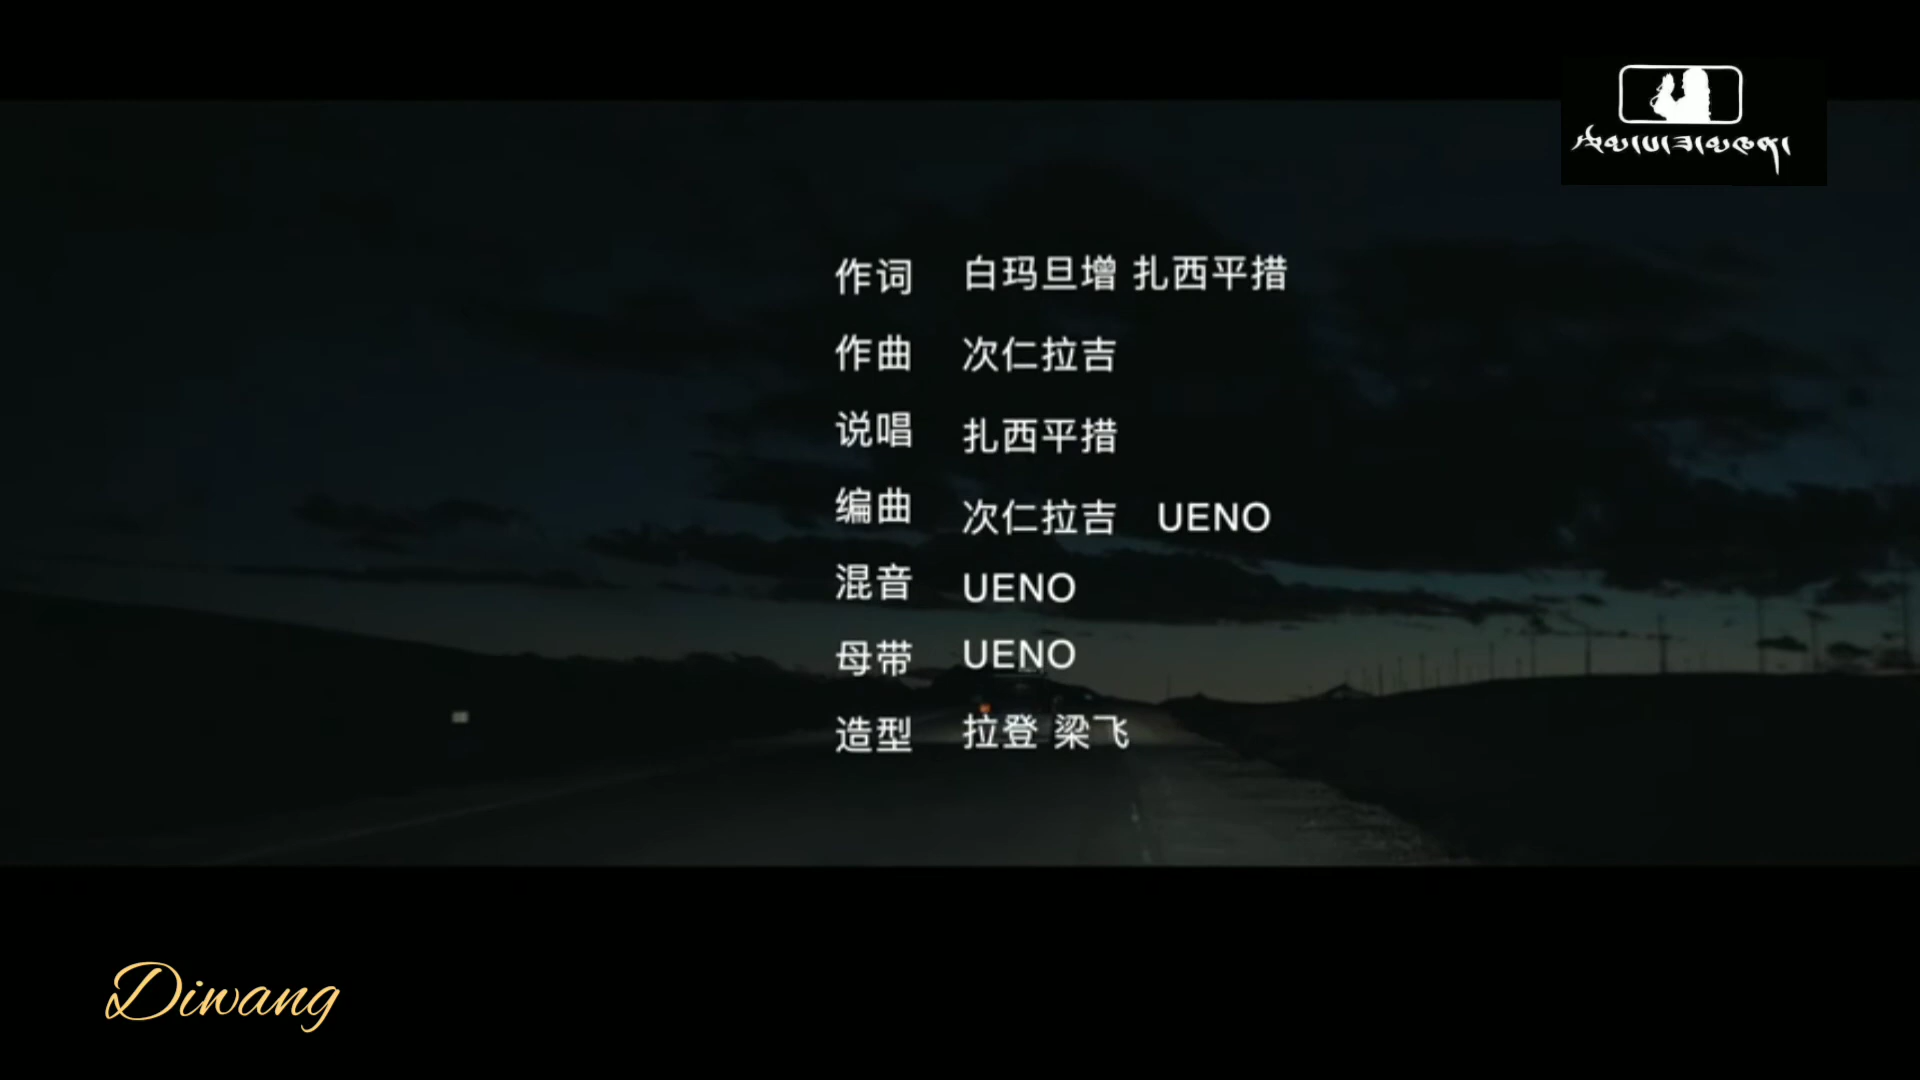 作词 白玛旦增 扎西平措
作曲 次仁拉吉
说唱 扎西平措
编曲 次仁拉吉 UENO
混音 UENO
母带 UENO
造型 拉登 梁飞
Diwang